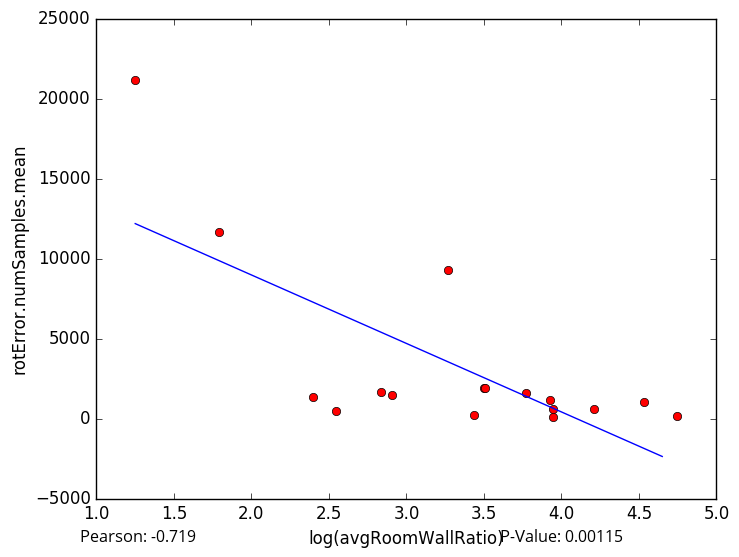 25000
20000
15000
10000
5000
0
−5000
rotError.numSamples.mean
1.0 1.5 2.0 2.5 3.0 3.5 4.0 4.5 5.0
Pearson: -0.719 log(avgRoomWallRatio) P-Value: 0.00115